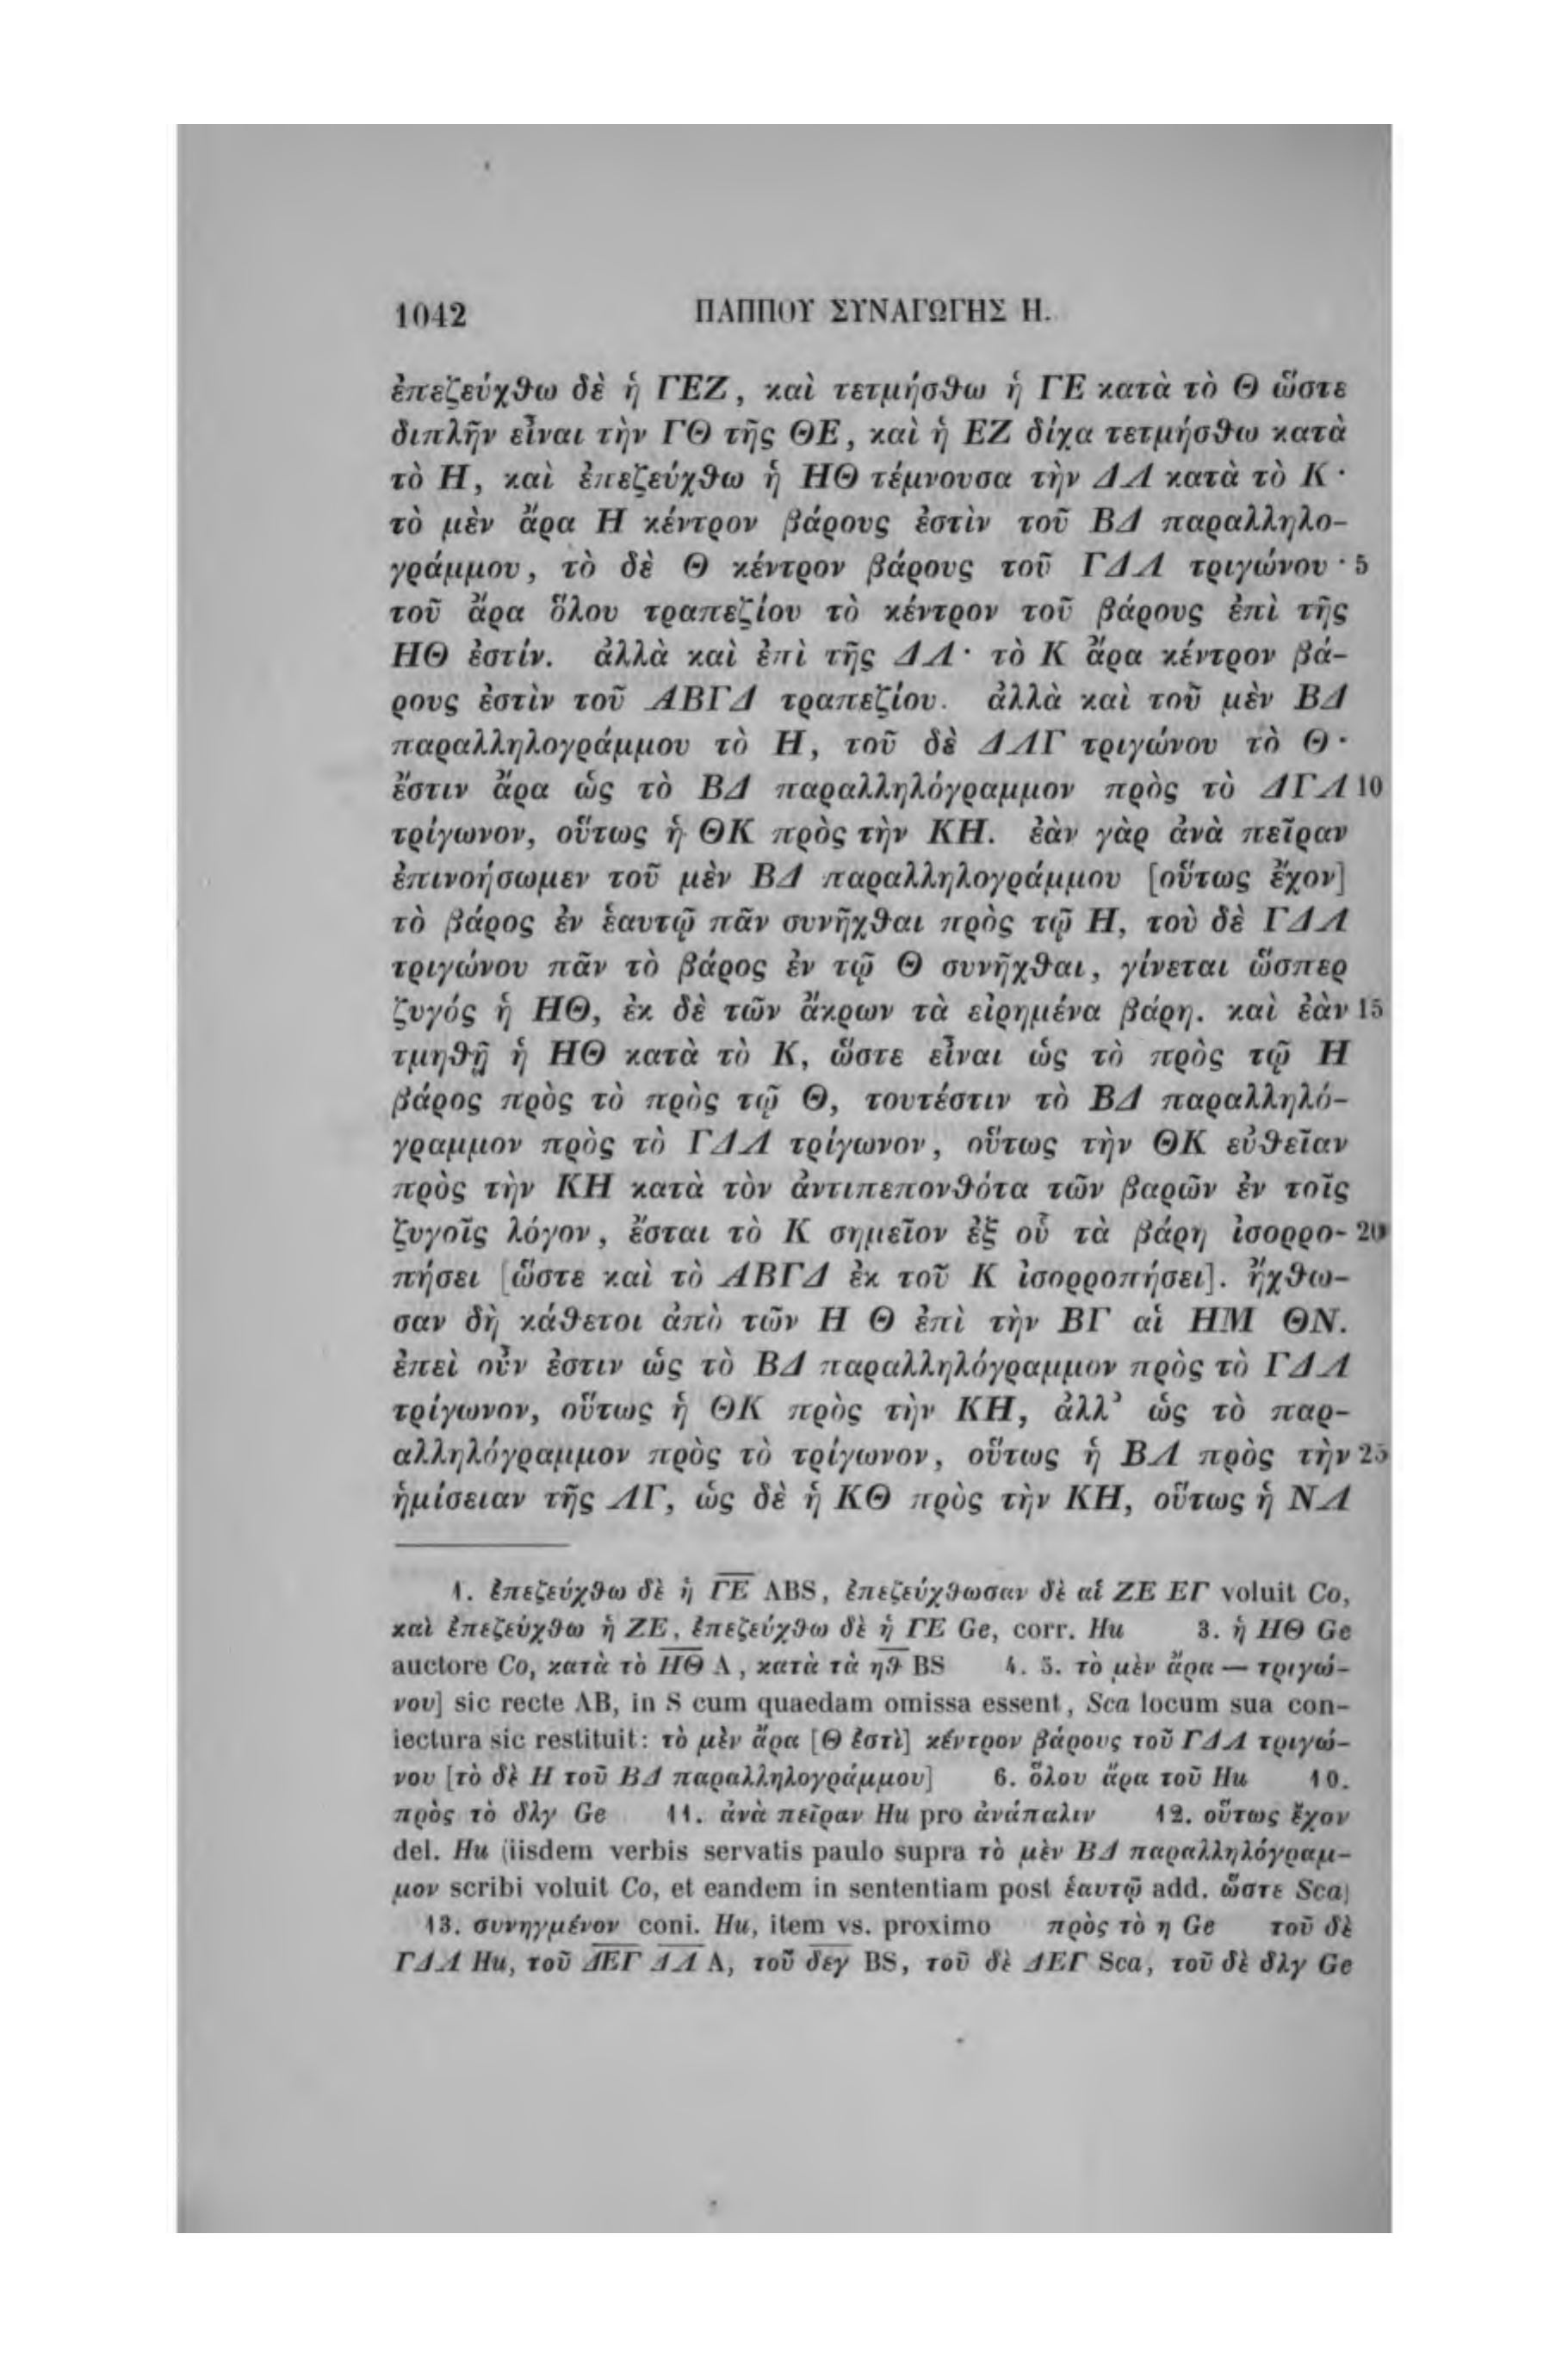 1042 ΠΑΠΠΟΥ ΣΥΝΑΓΩΓΗΣ Η.
ἐπεζεύχθω δὲ ἡ ΓΕΖ, καὶ τετμήσθω ἡ ΓΕ κατὰ τὸ Θ ὥστε
διπλῆν εἶναι τὴν ΓΘ τῆς ΘΕ, καὶ ἡ ΕΖ δίχα τετμήσθω κατὰ
τὸ Η, καὶ ἐπεζεύχθω ἡ ΗΘ τέμνουσα τὴν ΔΛ κατὰ τὸ Κ·
τὸ μὲν ἄρα Η κέντρον βάρους ἐστὶν τοῦ ΒΔ παραλληλο-
γράμμου, τὸ δὲ Θ κέντρον βάρους τοῦ ΓΔΛ τριγώνου· 5
τοῦ ἄρα ὅλου τραπεζίου τὸ κέντρον τοῦ βάρους ἐπὶ τῆς
ΗΘ ἐστίν. ἀλλὰ καὶ ἐπὶ τῆς ΔΛ· τὸ Κ ἄρα κέντρον βά-
ρους ἐστὶν τοῦ ΑΒΓΔ τραπεζίου. ἀλλὰ καὶ τοῦ μὲν ΒΔ
παραλληλογράμμου τὸ Η, τοῦ δὲ ΔΛΓ τριγώνου τὸ Θ·
ἔστιν ἄρα ὡς τὸ ΒΔ παραλληλόγραμμον πρὸς τὸ ΔΓΛ 10
τρίγωνον, οὕτως ἡ ΘΚ πρὸς τὴν ΚΗ. ἐὰν γὰρ ἀνὰ πεῖραν
ἐπινοήσωμεν τοῦ μὲν ΒΔ παραλληλογράμμου [οὕτως ἔχον]
τὸ βάρος ἐν ἑαυτῷ πᾶν συνῆχθαι πρὸς τῷ Η, τοῦ δὲ ΓΔΛ
τριγώνου πᾶν τὸ βάρος ἐν τῷ Θ συνῆχθαι, γίνεται ὥσπερ
ζυγός ἡ ΗΘ, ἐκ δὲ τῶν ἄκρων τὰ εἰρημένα βάρη. καὶ ἐὰν 15
τμηθῇ ἡ ΗΘ κατὰ τὸ Κ, ὥστε εἶναι ὡς τὸ πρὸς τῷ Η
βάρος πρὸς τὸ πρὸς τῷ Θ, τουτέστιν τὸ ΒΔ παραλληλό-
γραμμον πρὸς τὸ ΓΔΛ τρίγωνον, οὕτως τὴν ΘΚ εὐθεῖαν
πρὸς τὴν ΚΗ κατὰ τὸν ἀντιπεπονθότα τῶν βαρῶν ἐν τοῖς
ζυγοῖς λόγον, ἔσται τὸ Κ σημεῖον ἐξ οὗ τὰ βάρη ἰσορρο- 20
πήσει [ὥστε καὶ τὸ ΑΒΓΔ ἐκ τοῦ Κ ἰσορροπήσει]. ἤχθω-
σαν δὴ κάθετοι ἀπὸ τῶν Η Θ ἐπὶ τὴν ΒΓ αἱ ΗΜ ΘΝ.
ἐπεὶ οὖν ἐστιν ὡς τὸ ΒΔ παραλληλόγραμμον πρὸς τὸ ΓΔΛ
τρίγωνον, οὕτως ἡ ΘΚ πρὸς τὴν ΚΗ, ἀλλ᾽ ὡς τὸ παρ-
αλληλόγραμμον πρὸς τὸ τρίγωνον, οὕτως ἡ ΒΛ πρὸς τὴν 25
ἡμίσειαν τῆς ΛΓ, ὡς δὲ ἡ ΚΘ πρὸς τὴν ΚΗ, οὕτως ἡ ΝΛ
1. ἐπεζεύχθω δὲ ἡ Γ̅Ε̅ ABS, ἐπεζεύχθωσαν δὲ αἱ ΖΕ ΕΓ voluit Co,
καὶ ἐπεζεύχθω ἡ ΖΕ, ἐπεζεύχθω δὲ ἡ ΓΕ Ge, corr. Hu 3. ἡ ΗΘ Ge
auctore Co, κατὰ τὸ Η̅Θ̅ A, κατὰ τὰ η̅θ̅ BS 4. 5. τὸ μὲν ἄρα — τριγώ-
νου] sic recte AB, in S cum quaedam omissa essent, Sca locum sua con-
iectura sic restituit: τὸ μὲν ἄρα [Θ ἐστὶ] κέντρον βάρους τοῦ ΓΔΛ τριγώ-
νου [τὸ δὲ Η τοῦ ΒΔ παραλληλογράμμου] 6. ὅλου ἄρα τοῦ Hu 10.
πρὸς τὸ δλγ Ge 11. ἀνὰ πεῖραν Hu pro ἀνάπαλιν 12. οὕτως ἔχον
del. Hu (iisdem verbis servatis paulo supra τὸ μὲν ΒΔ παραλληλόγραμ-
μον scribi voluit Co, et eandem in sententiam post ἑαυτῷ add. ὥστε Sca)
13. συνηγμένον coni. Hu, item vs. proximo πρὸς τὸ η Ge τοῦ δὲ
ΓΔΛ Hu, τοῦ Δ̅Ε̅Γ̅ Δ̅Λ̅ A, τοῦ δ̅ε̅γ̅ BS, τοῦ δὲ ΔΕΓ Sca, τοῦ δὲ δλγ Ge